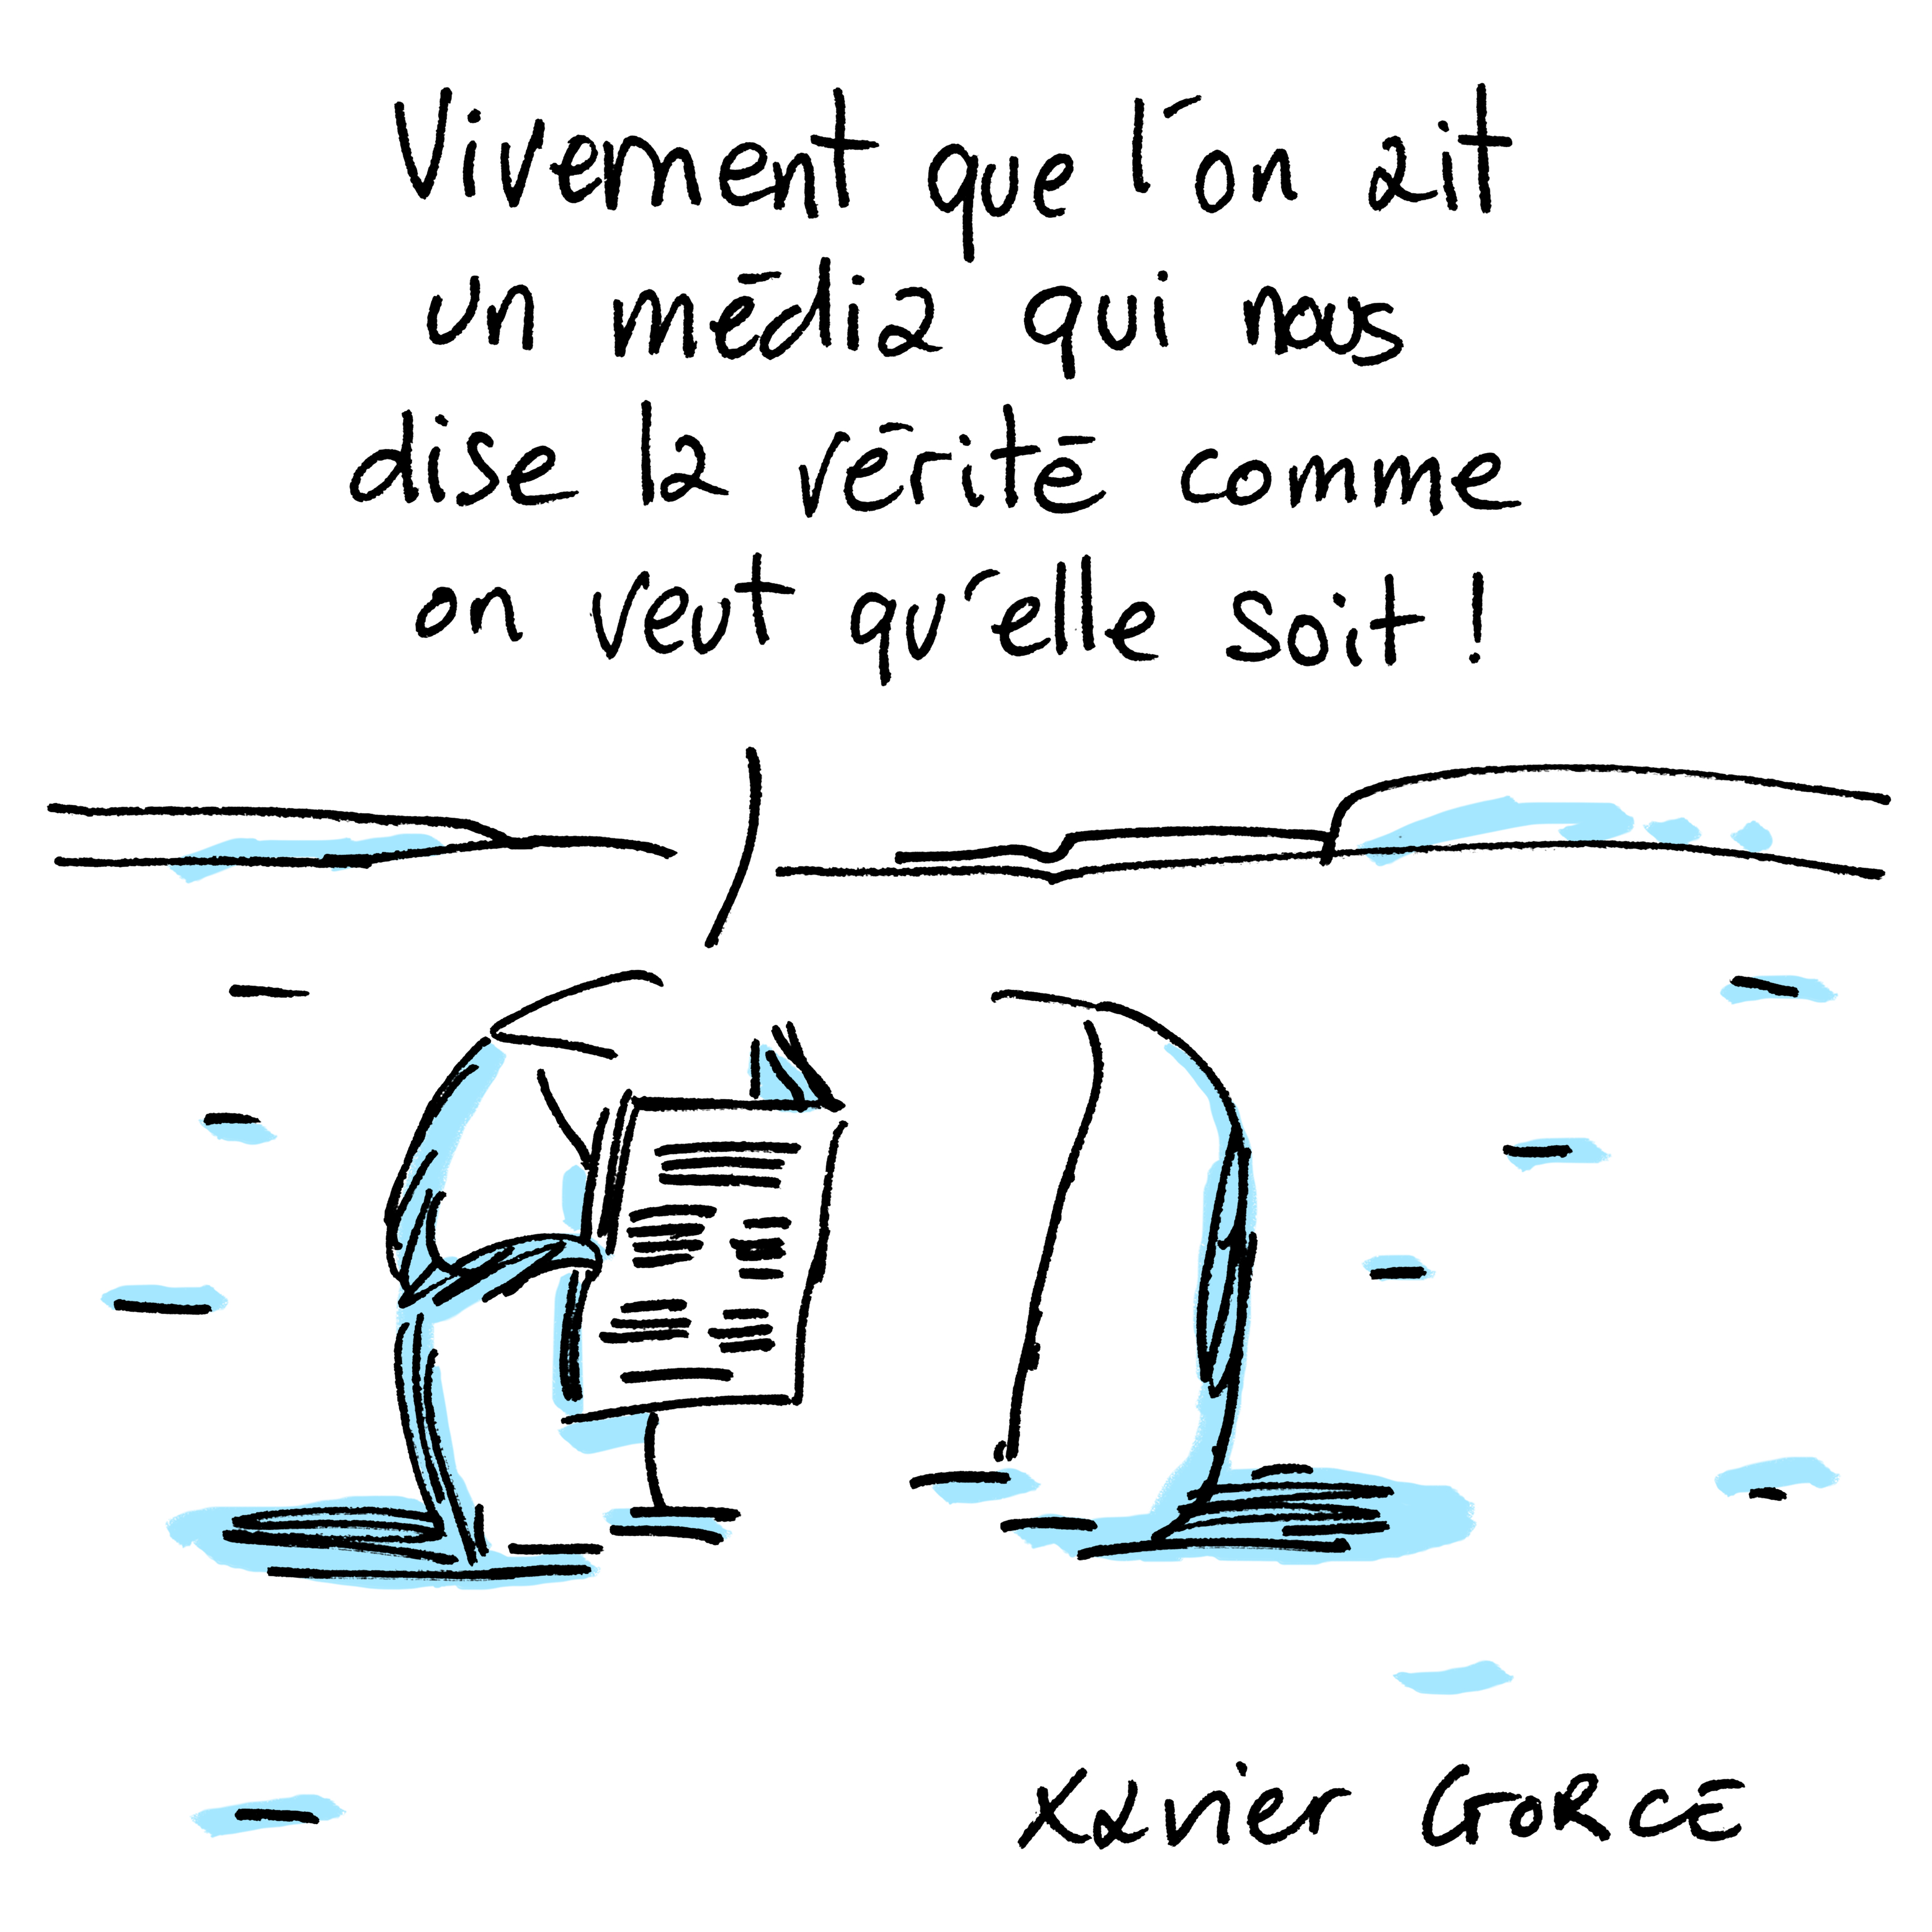 Vivement que l'on ait
un média qui nous
dise la vérité comme
on veut qu'elle soit !
Xavier GORCE